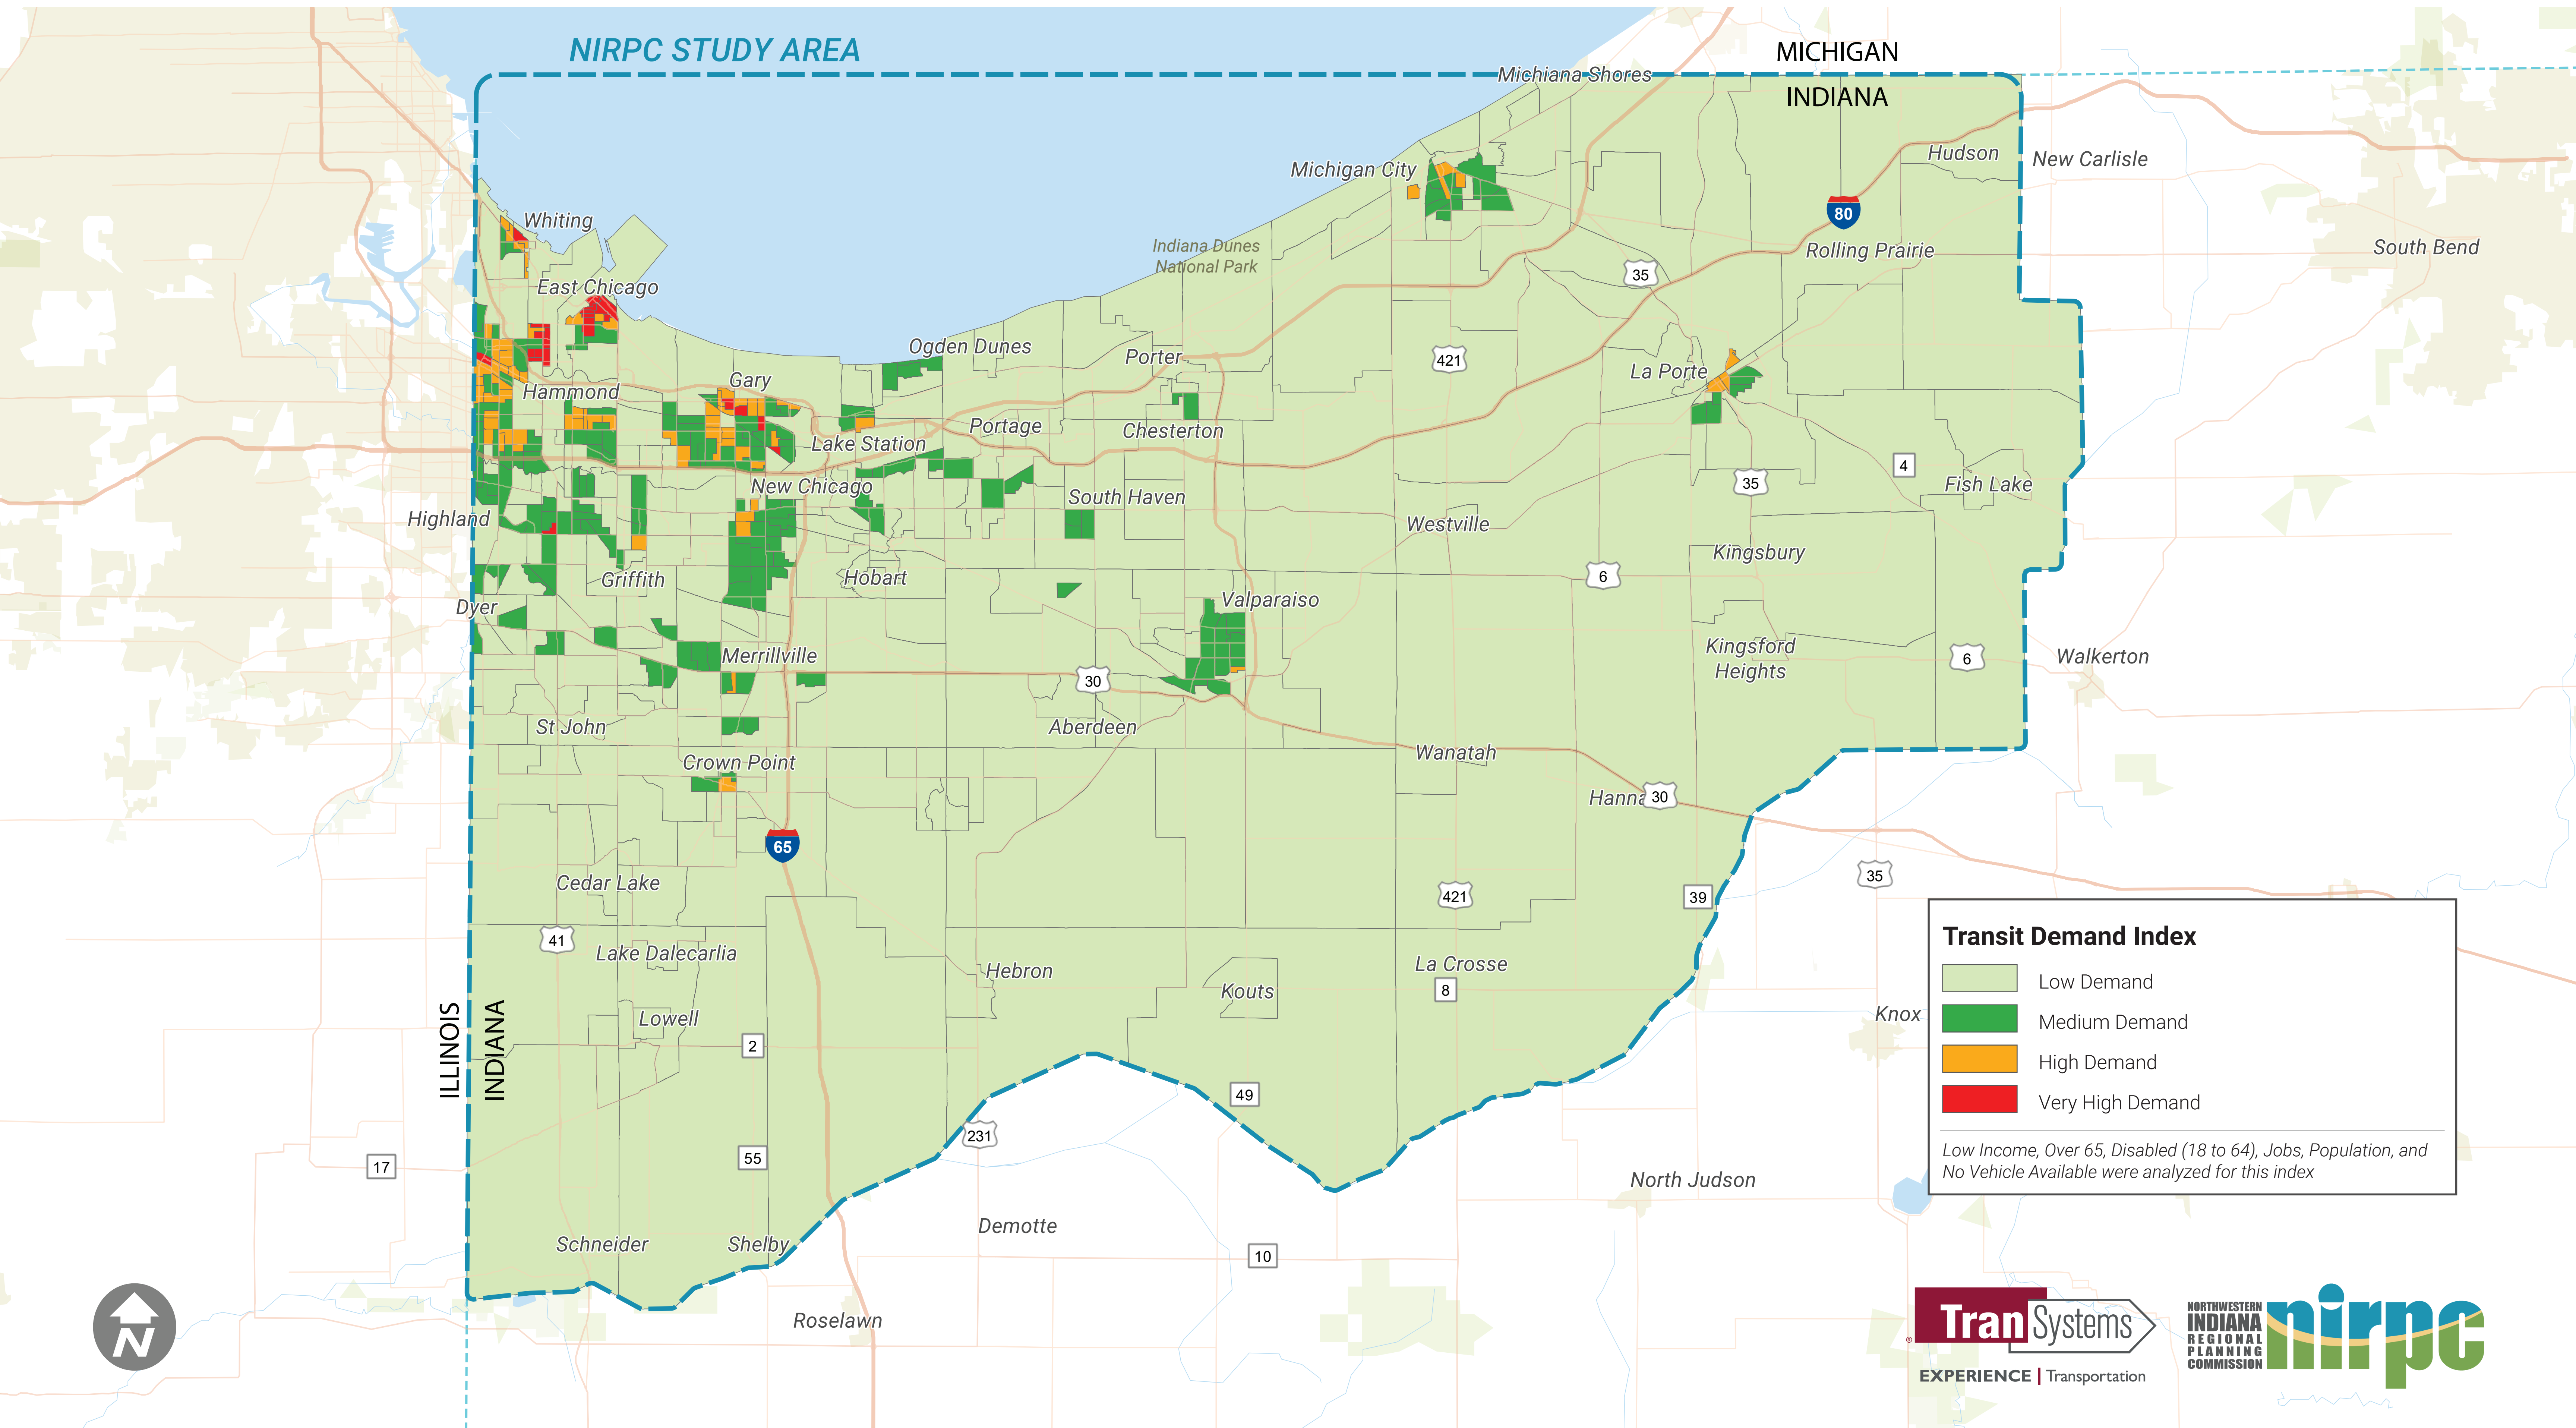 NIRPC STUDY AREA
MICHIGAN
Michiana Shores
INDIANA
Hudson
New Carlisle
Michigan City
80
Whiting
Indiana Dunes
National Park
Rolling Prairie
South Bend
35
East Chicago
Ogden Dunes
Porter
421
La Porte
Gary
Hammond
Portage
Chesterton
Lake Station
4
New Chicago
South Haven
35
Fish Lake
Highland
Westville
Kingsbury
Griffith
Hobart
6
Dyer
Valparaiso
Kingsford
Heights
Merrillville
6
Walkerton
30
St John
Aberdeen
Wanatah
Crown Point
Hanna
30
65
Cedar Lake
421
39
35
41
Lake Dalecarlia
Hebron
La Crosse
Kouts
8
ILLINOIS
INDIANA
Lowell
Knox
2
49
231
55
17
North Judson
Demotte
Schneider
Shelby
10
Roselawn
N
Transit Demand Index
Low Demand
Medium Demand
High Demand
Very High Demand
Low Income, Over 65, Disabled (18 to 64), Jobs, Population, and
No Vehicle Available were analyzed for this index
TranSystems
®
EXPERIENCE | Transportation
NORTHWESTERN
INDIANA
REGIONAL
PLANNING
COMMISSION
nirpc